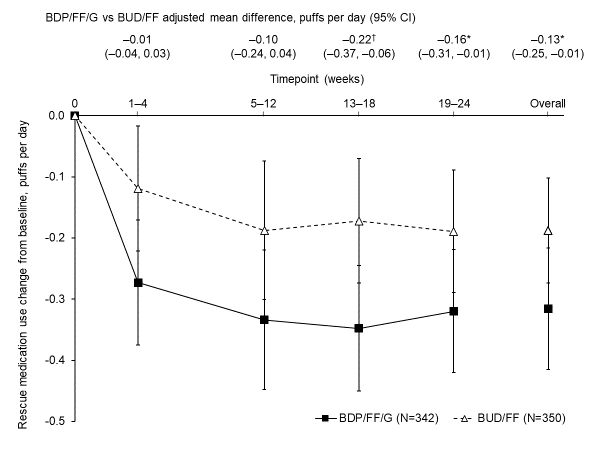 BDP/FF/G vs BUD/FF adjusted mean difference, puffs per day (95% CI)
–0.01 –0.10 –0.22† –0.16* –0.13*
(–0.04, 0.03) (–0.24, 0.04) (–0.37, –0.06) (–0.31, –0.01) (–0.25, –0.01)
Timepoint (weeks)
0 1–4 5–12 13–18 19–24 Overall
Rescue medication use change from baseline, puffs per day
0.0
-0.1
-0.2
-0.3
-0.4
-0.5
BDP/FF/G (N=342) BUD/FF (N=350)